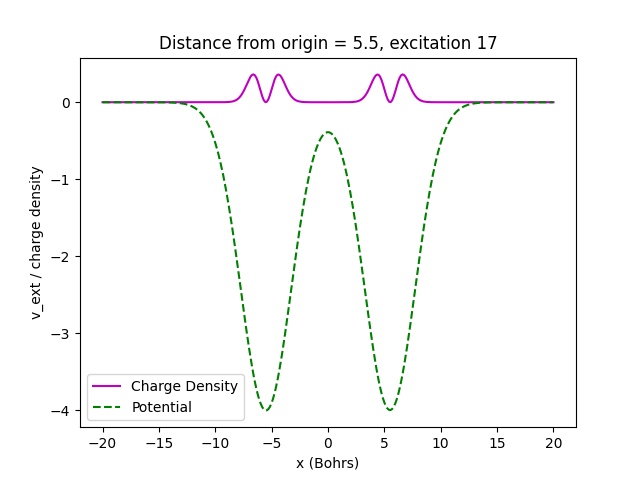 Distance from origin = 5.5, excitation 17
v_ext / charge density
0
−1
−2
−3
−4
Charge Density
Potential
−20 −15 −10 −5 0 5 10 15 20
x (Bohrs)